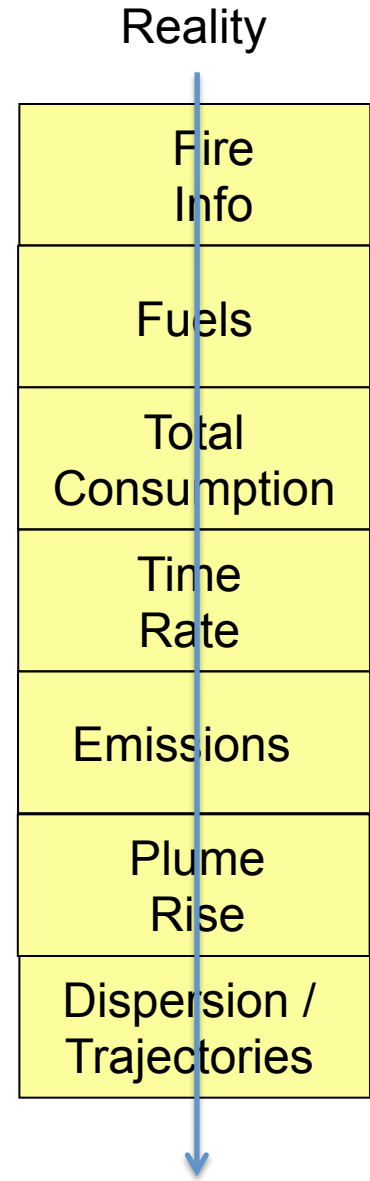 Reality
Fire
Info
Fuels
Total
Consumption
Time
Rate
Emissions
Plume
Rise
Dispersion /
Trajectories